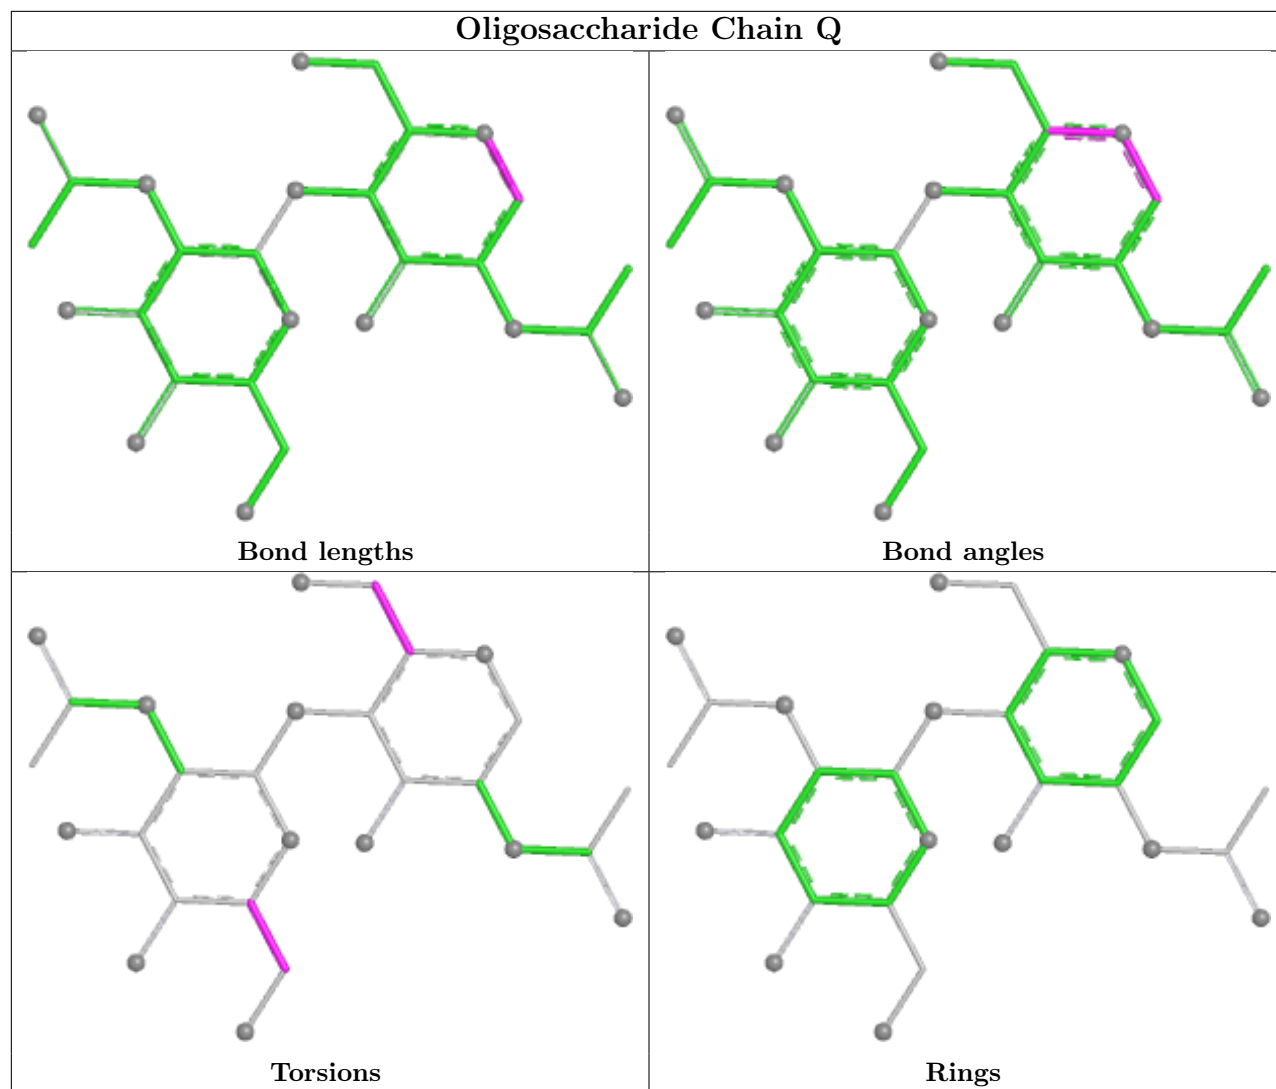 Oligosaccharide Chain Q
Bond lengths
Bond angles
Torsions
Rings